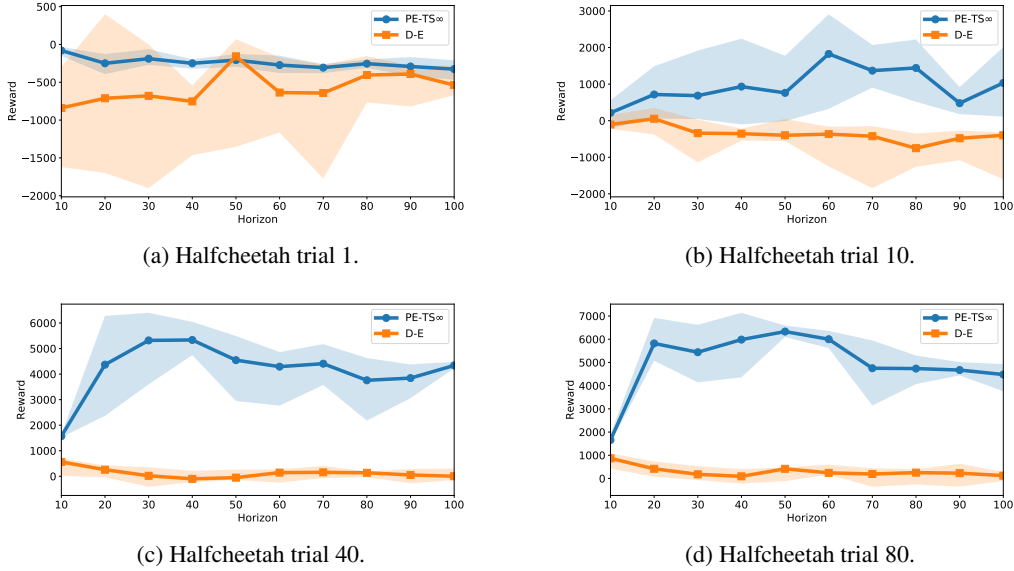 500
0
−500
−1000
−1500
−2000
Reward
10 20 30 40 50 60 70 80 90 100
Horizon
PE-TS∞
D-E
(a) Halfcheetah trial 1.
3000
2000
1000
0
−1000
−2000
Reward
10 20 30 40 50 60 70 80 90 100
Horizon
PE-TS∞
D-E
(b) Halfcheetah trial 10.
6000
5000
4000
3000
2000
1000
0
Reward
10 20 30 40 50 60 70 80 90 100
Horizon
PE-TS∞
D-E
(c) Halfcheetah trial 40.
7000
6000
5000
4000
3000
2000
1000
0
Reward
10 20 30 40 50 60 70 80 90 100
Horizon
PE-TS∞
D-E
(d) Halfcheetah trial 80.